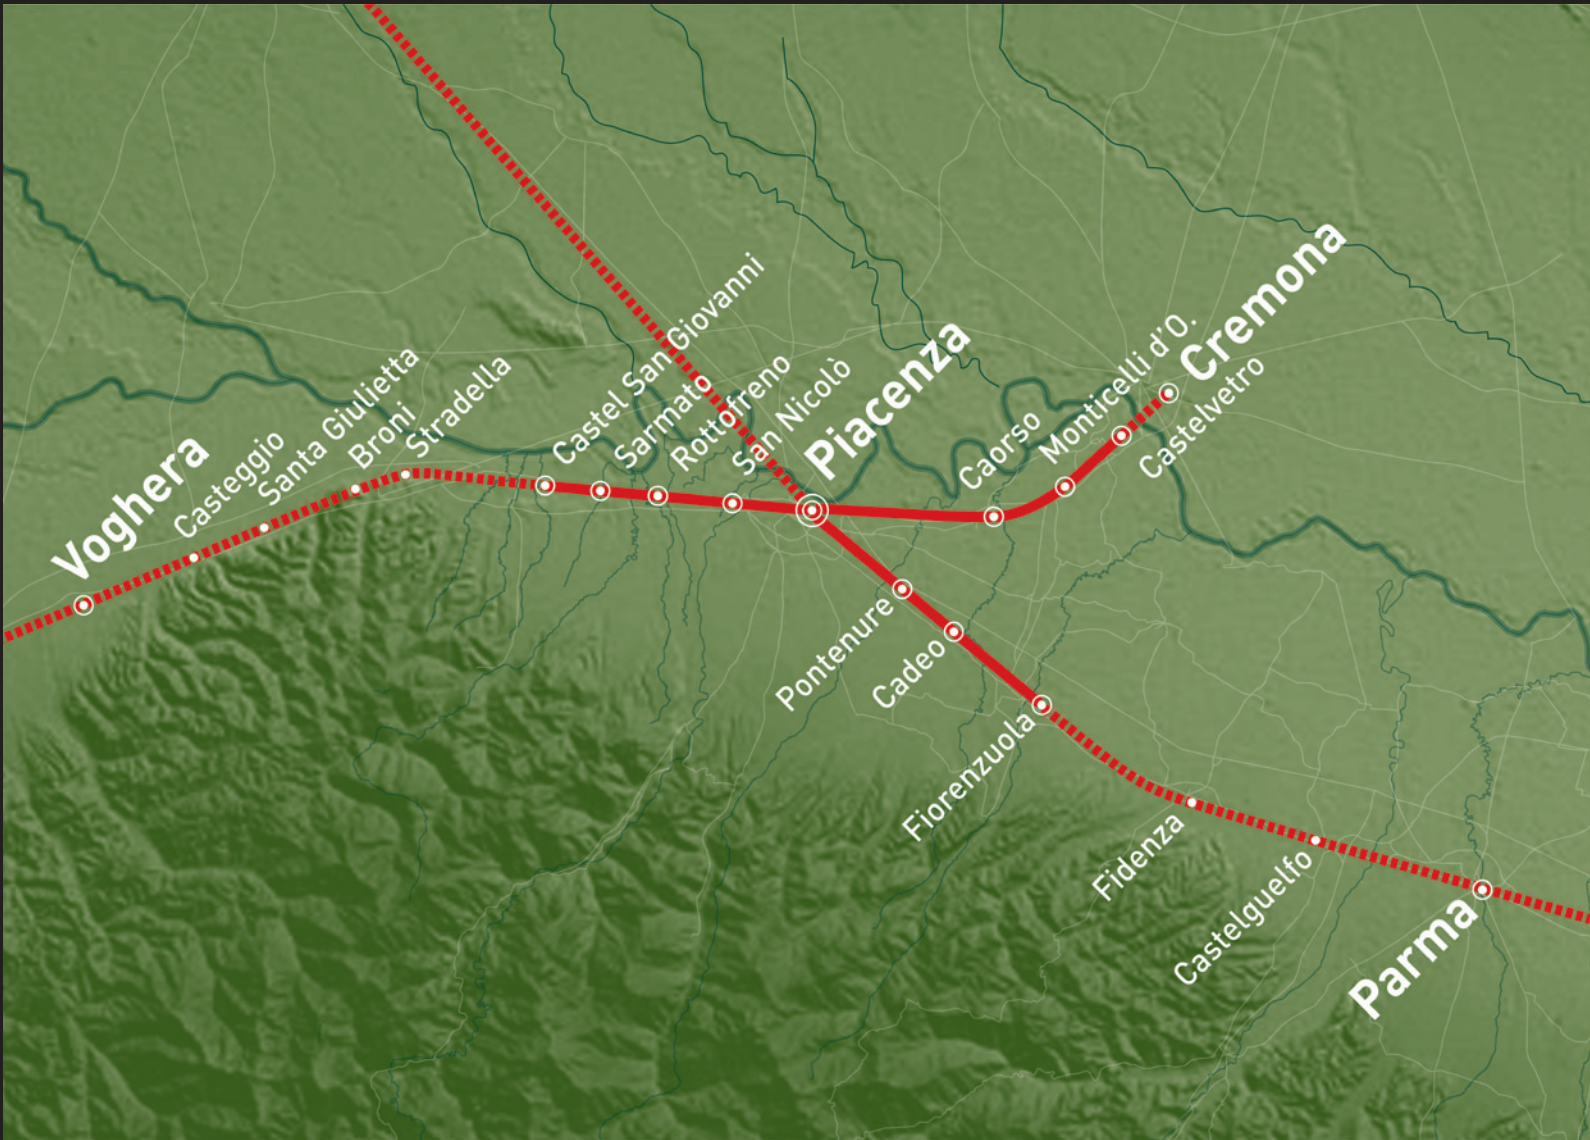 Voghera
Casteggio
Santa Giulietta
Broni
Stradella
Castel San Giovanni
Sarmato
Rottofreno
San Nicolò
Piacenza
Caorso
Monticelli d'O.
Castelvetro
Cremona
Pontenure
Cadeo
Fiorenzuola
Fidenza
Castelguelfo
Parma